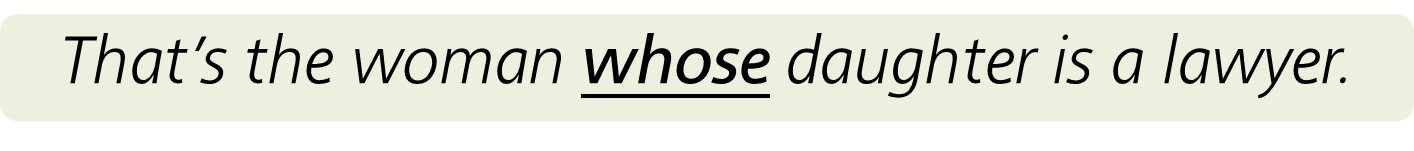 That’s the woman whose daughter is a lawyer.